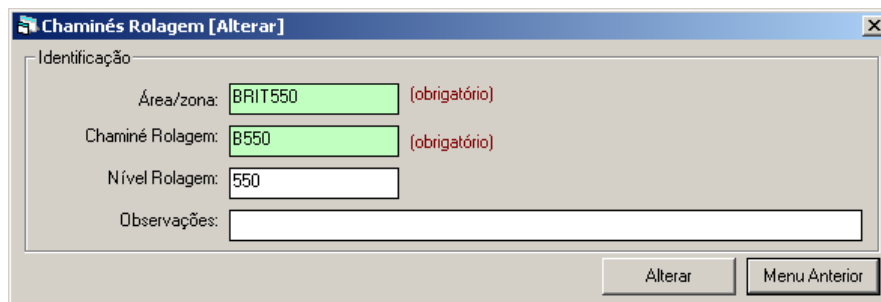 Chaminés Rolagem [Alterar]
Identificação
Área/zona: BRIT550 (obrigatório)
Chaminé Rolagem: B550 (obrigatório)
Nível Rolagem: 550
Observações:
Alterar Menu Anterior